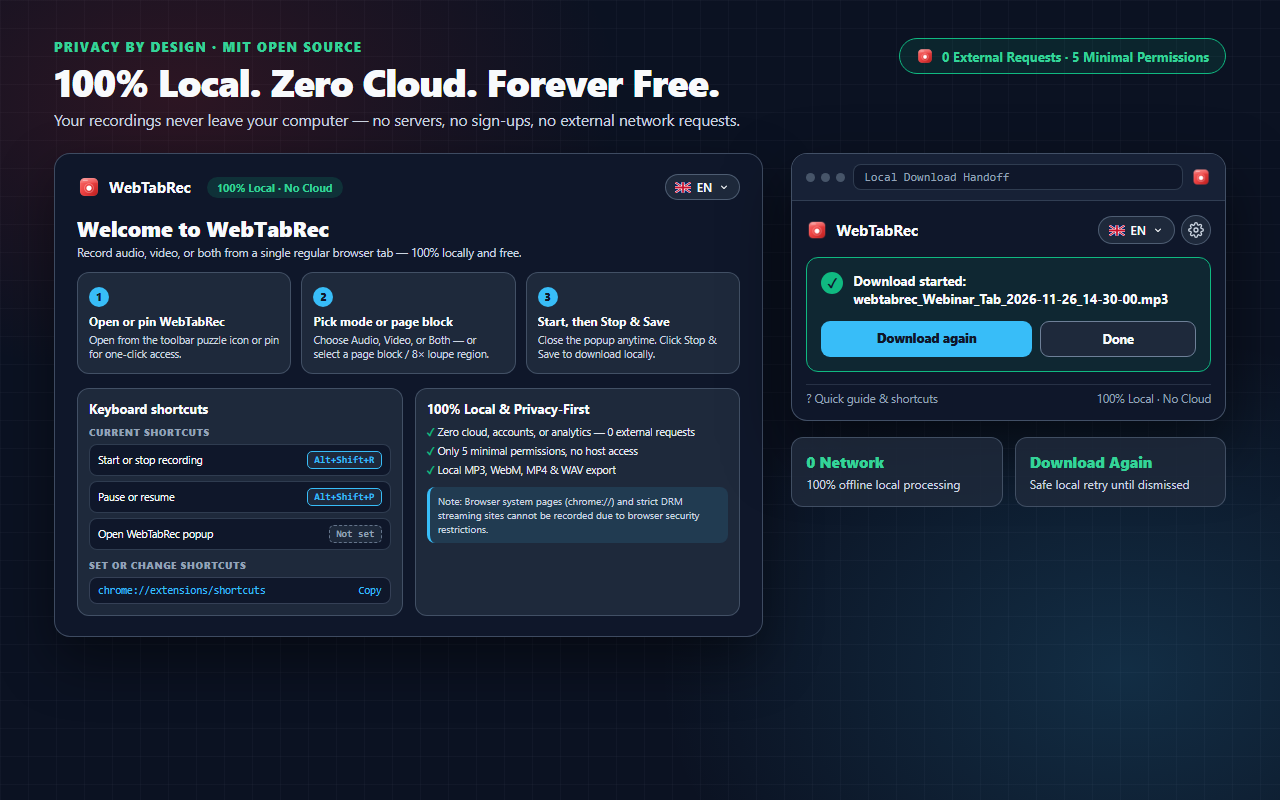 PRIVACY BY DESIGN · MIT OPEN SOURCE
100% Local. Zero Cloud. Forever Free.
Your recordings never leave your computer — no servers, no sign-ups, no external network requests.
0 External Requests · 5 Minimal Permissions
WebTabRec
100% Local · No Cloud
EN
Welcome to WebTabRec
Record audio, video, or both from a single regular browser tab — 100% locally and free.
1
Open or pin WebTabRec
Open from the toolbar puzzle icon or pin
for one-click access.
2
Pick mode or page block
Choose Audio, Video, or Both — or
select a page block / 8× loupe region.
3
Start, then Stop & Save
Close the popup anytime. Click Stop &
Save to download locally.
Keyboard shortcuts
CURRENT SHORTCUTS
Start or stop recording
Alt+Shift+R
Pause or resume
Alt+Shift+P
Open WebTabRec popup
Not set
SET OR CHANGE SHORTCUTS
chrome://extensions/shortcuts
Copy
100% Local & Privacy-First
✓ Zero cloud, accounts, or analytics — 0 external requests
✓ Only 5 minimal permissions, no host access
✓ Local MP3, WebM, MP4 & WAV export
Note: Browser system pages (chrome://) and strict DRM
streaming sites cannot be recorded due to browser security
restrictions.
Local Download Handoff
WebTabRec
EN
Download started:
webtabrec_Webinar_Tab_2026-11-26_14-30-00.mp3
Download again
Done
? Quick guide & shortcuts
100% Local · No Cloud
0 Network
100% offline local processing
Download Again
Safe local retry until dismissed